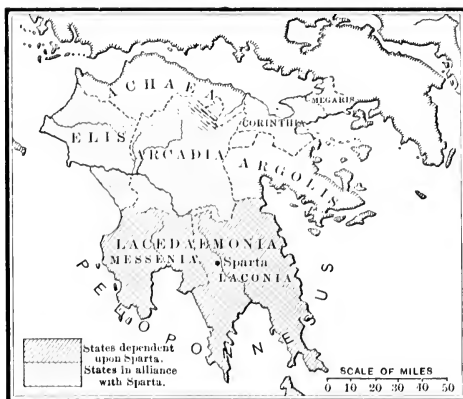 ACHAEA
MEGARIS
CORINTHIA
ELIS
ARCADIA
ARGOLIS
LACEDAEMONIA
MESSENIA
Sparta
LACONIA
PELOPONNESUS
States dependent
upon Sparta.
States in alliance
with Sparta.
SCALE OF MILES
0 10 20 30 40 50